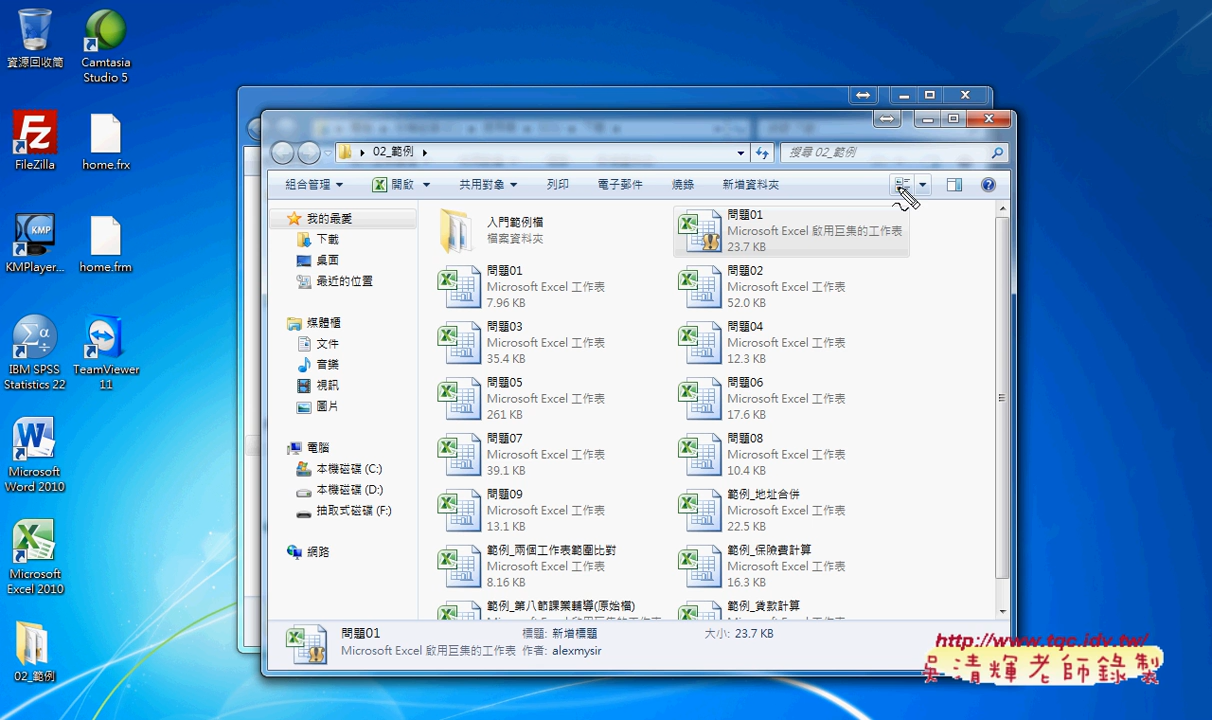 資源回收筒
Camtasia
Studio 5
FileZilla
home.frx
KMPlayer...
home.frm
IBM SPSS
Statistics 22
TeamViewer
11
Microsoft
Word 2010
Microsoft
Excel 2010
02_範例
02_範例
搜尋 02_範例
組合管理
開啟
共用對象
列印
電子郵件
燒錄
新增資料夾
我的最愛
下載
桌面
最近的位置
媒體櫃
文件
音樂
視訊
圖片
電腦
本機磁碟 (C:)
本機磁碟 (D:)
抽取式磁碟 (F:)
網路
入門範例檔
檔案資料夾
問題01
Microsoft Excel 啟用巨集的工作表
23.7 KB
問題01
Microsoft Excel 工作表
7.96 KB
問題02
Microsoft Excel 工作表
52.0 KB
問題03
Microsoft Excel 工作表
35.4 KB
問題04
Microsoft Excel 工作表
12.3 KB
問題05
Microsoft Excel 工作表
261 KB
問題06
Microsoft Excel 工作表
17.6 KB
問題07
Microsoft Excel 工作表
39.1 KB
問題08
Microsoft Excel 工作表
10.4 KB
問題09
Microsoft Excel 工作表
13.1 KB
範例_地址合併
Microsoft Excel 工作表
22.5 KB
範例_兩個工作表範圍比對
Microsoft Excel 工作表
8.16 KB
範例_保險費計算
Microsoft Excel 工作表
16.3 KB
範例_第八節課業輔導(原始檔)
範例_貸款計算
問題01
標題: 新增標題
大小: 23.7 KB
Microsoft Excel 啟用巨集的工作表
作者: alexmysir
http://www.tqc.idv.tw/
吳清輝老師錄製